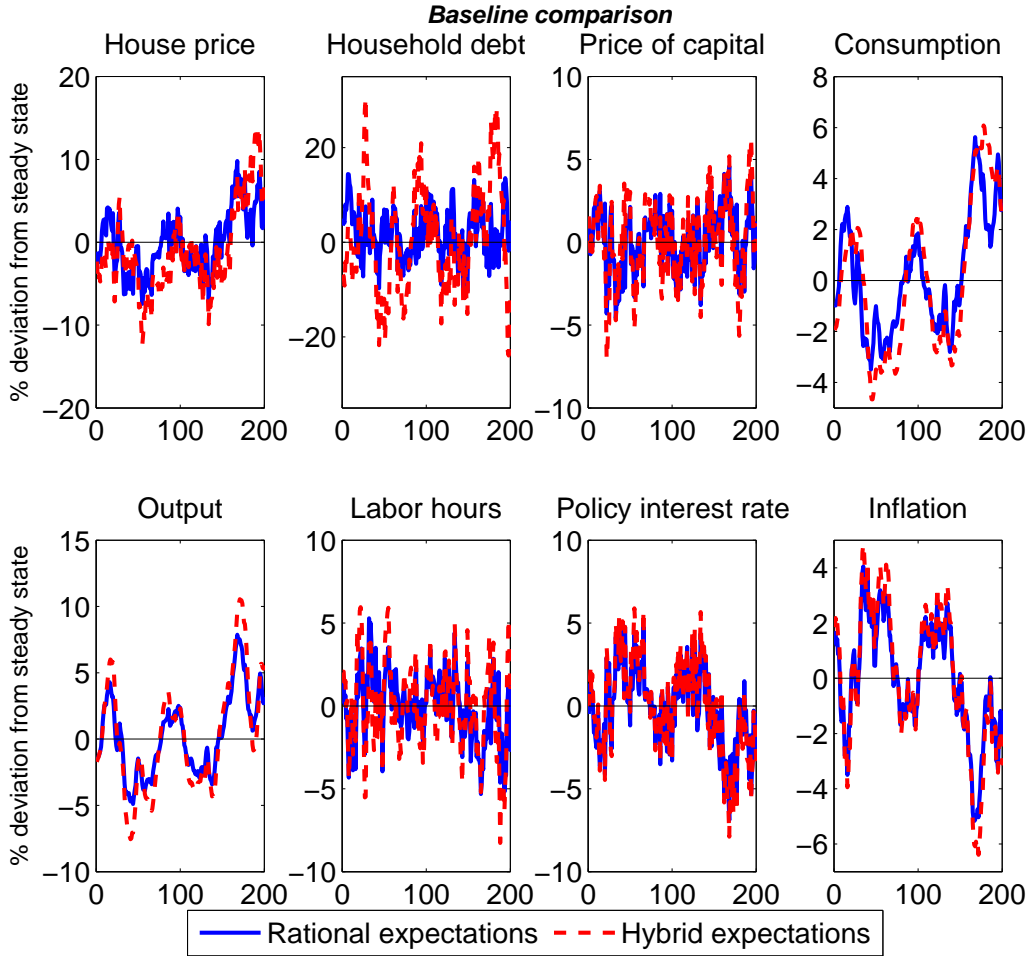 Baseline comparison
House price
Household debt
Price of capital
Consumption
% deviation from steady state
20
10
0
−10
−20
0 100 200
20
0
−20
0 100 200
10
5
0
−5
−10
0 100 200
8
6
4
2
0
−2
−4
0 100 200
Output
Labor hours
Policy interest rate
Inflation
% deviation from steady state
15
10
5
0
−5
−10
0 100 200
10
5
0
−5
−10
0 100 200
10
5
0
−5
−10
0 100 200
4
2
0
−2
−4
−6
0 100 200
Rational expectations
Hybrid expectations